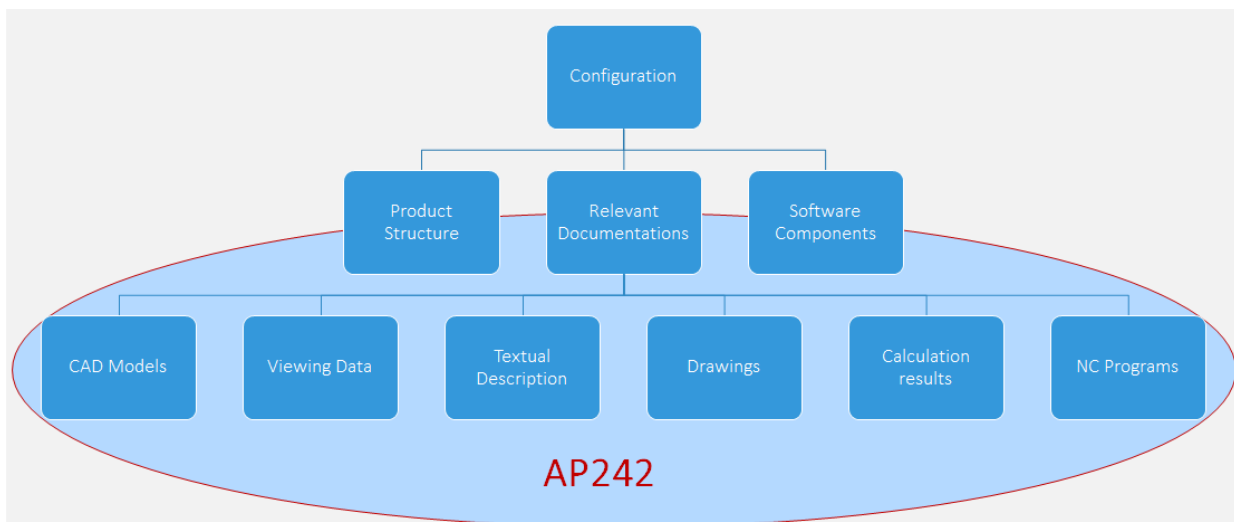 Configuration
Product
Structure
Relevant
Documentations
Software
Components
CAD Models
Viewing Data
Textual
Description
Drawings
Calculation
results
NC Programs
AP242